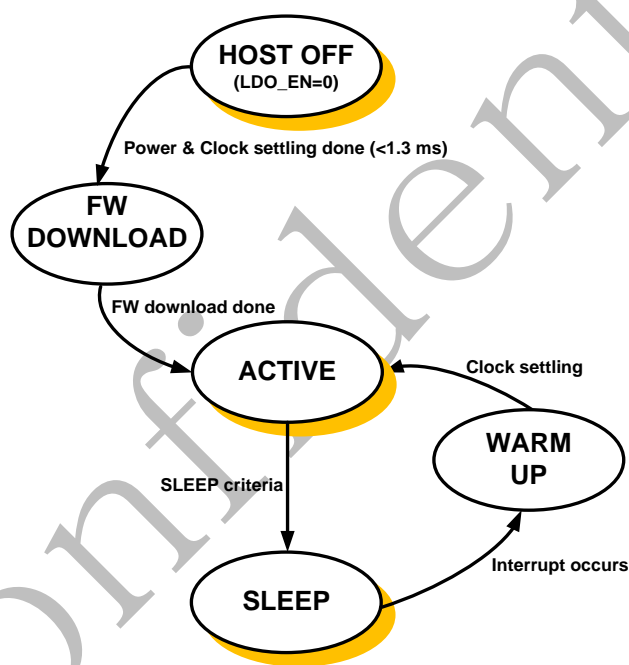 HOST OFF
(LDO_EN=0)
Power & Clock settling done (<1.3 ms)
FW
DOWNLOAD
FW download done
ACTIVE
Clock settling
WARM
UP
SLEEP criteria
Interrupt occurs
SLEEP
onfident